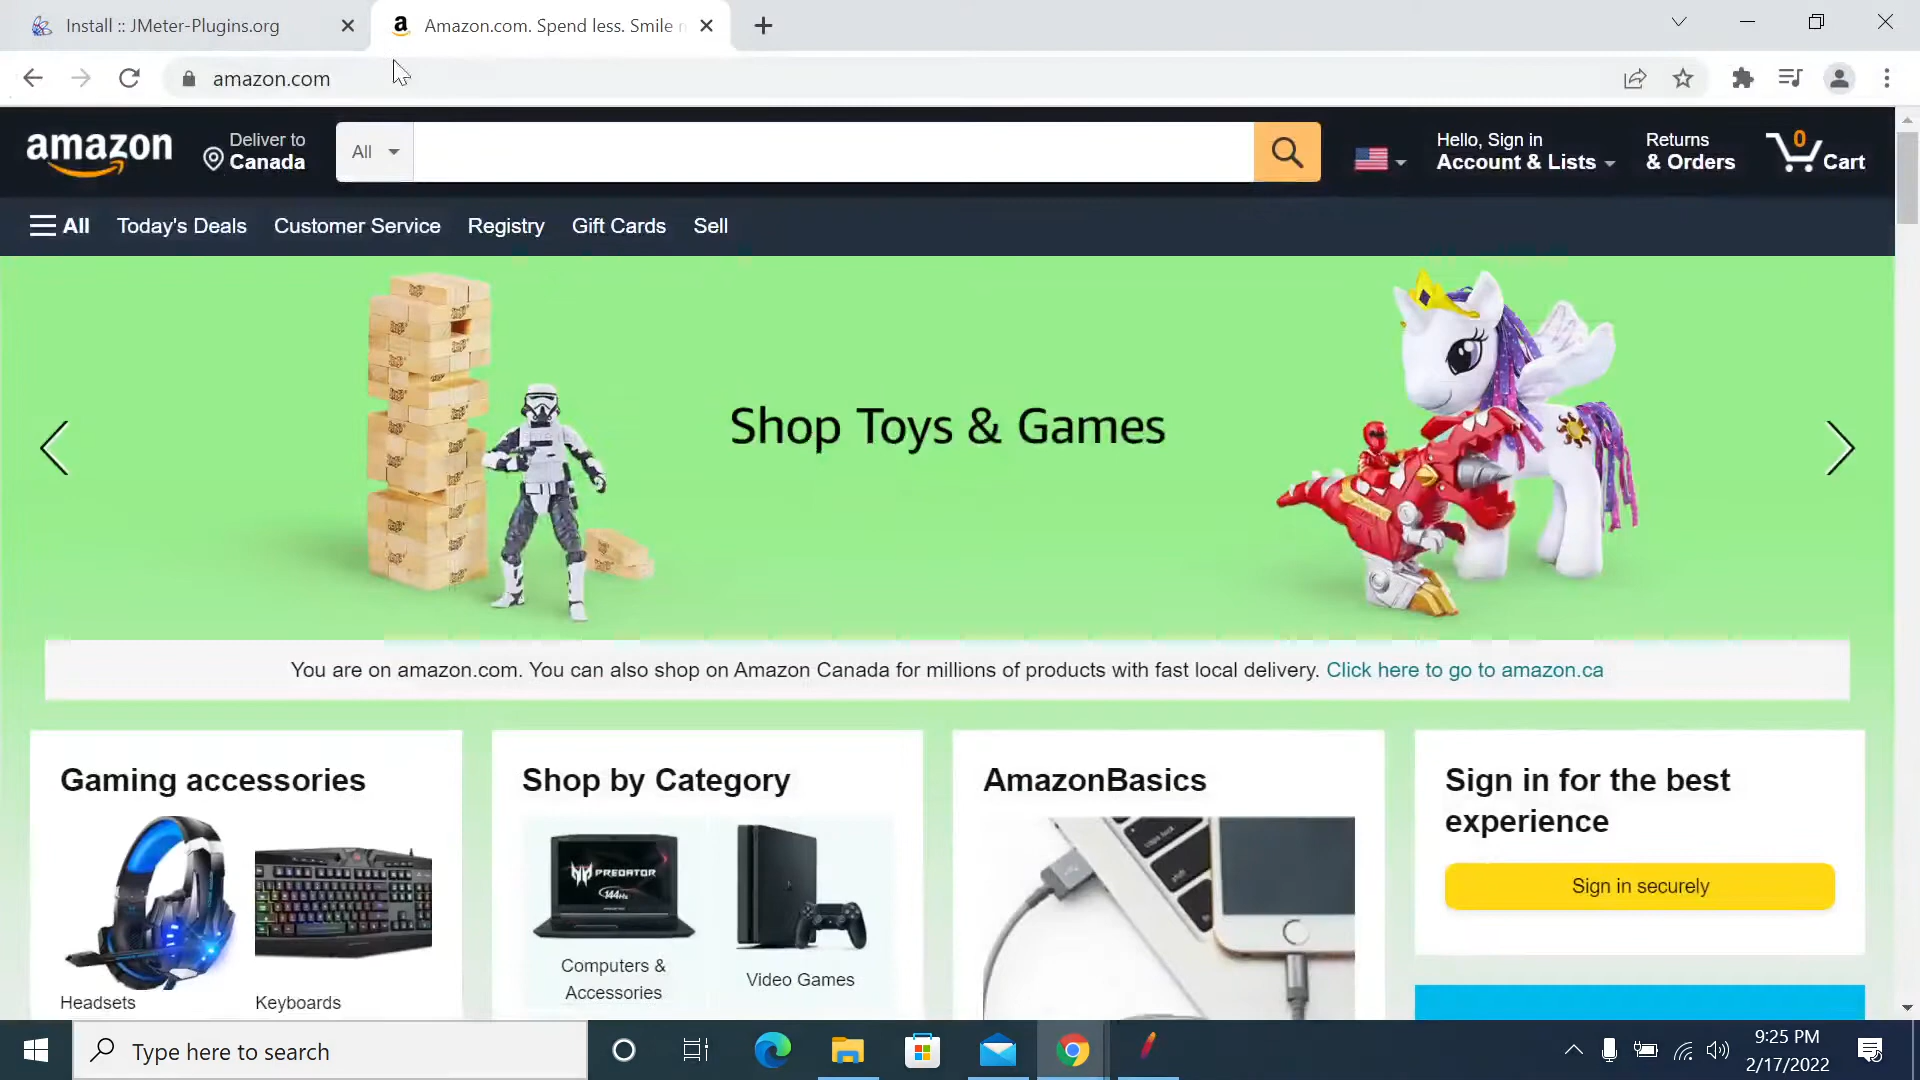 Install :: JMeter-Plugins.org
Amazon.com. Spend less. Smile
amazon.com
amazon
Deliver to
Canada
All
Hello, Sign in
Account & Lists
Returns
& Orders
0
Cart
All
Today's Deals
Customer Service
Registry
Gift Cards
Sell
Shop Toys & Games
You are on amazon.com. You can also shop on Amazon Canada for millions of products with fast local delivery. Click here to go to amazon.ca
Gaming accessories
Headsets
Keyboards
Shop by Category
PREDATOR
144Hz
Computers &
Accessories
Video Games
AmazonBasics
Sign in for the best
experience
Sign in securely
Type here to search
9:25 PM
2/17/2022